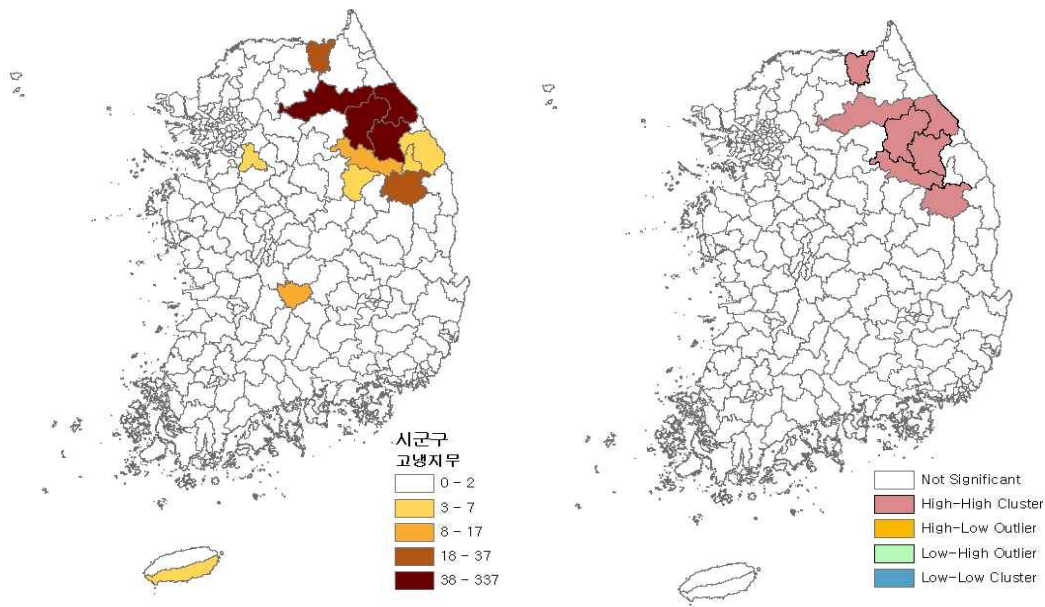 시군구
고냉지무
0 - 2
3 - 7
8 - 17
18 - 37
38 - 337
Not Significant
High-High Cluster
High-Low Outlier
Low-High Outlier
Low-Low Cluster